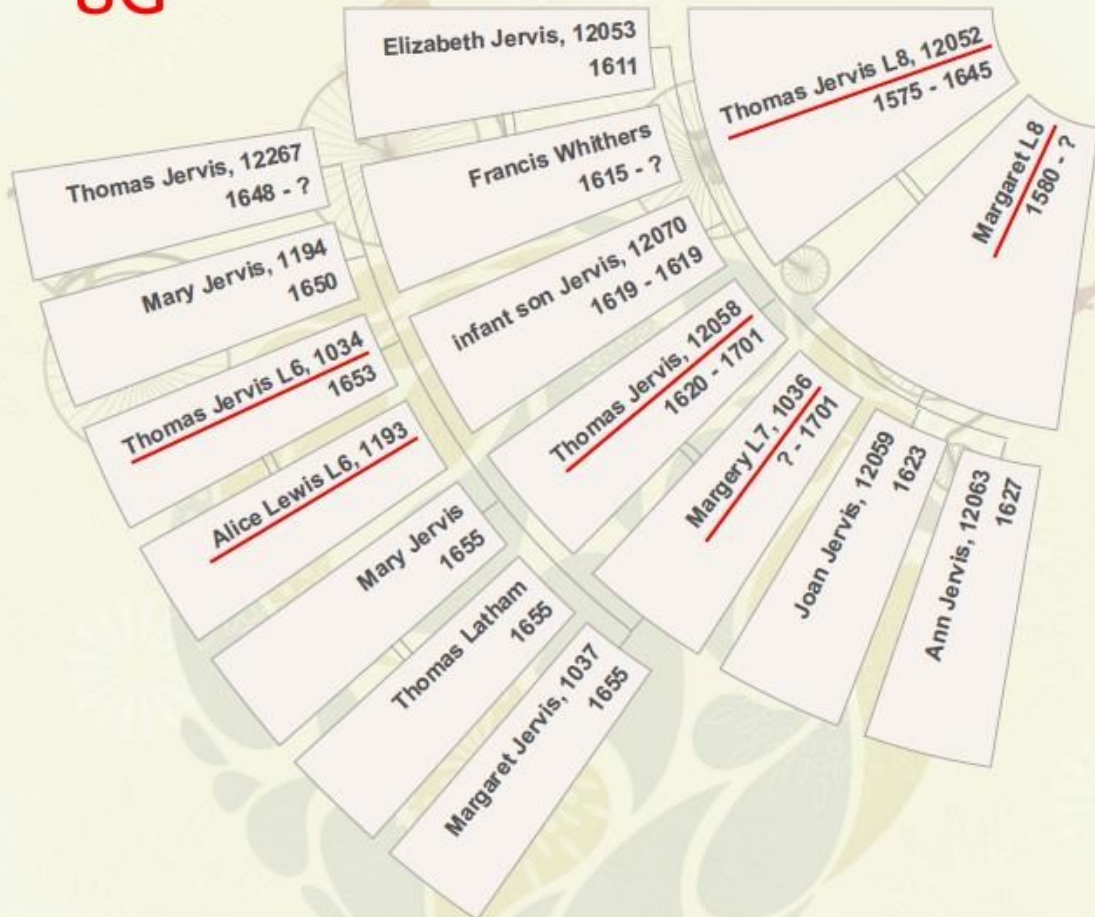 Elizabeth Jervis, 12053
1611
Thomas Jervis L8, 12052
1575 - 1645
Margaret L8
1580 - ?
Francis Whithers
1615 - ?
infant son Jervis, 12070
1619 - 1619
Thomas Jervis, 12058
1620 - 1701
Margery L7, 1036
? - 1701
Joan Jervis, 12059
1623
Ann Jervis, 12063
1627
Thomas Jervis, 12267
1648 - ?
Mary Jervis, 1194
1650
Thomas Jervis L6, 1034
1653
Alice Lewis L6, 1193
Mary Jervis
1655
Thomas Latham
1655
Margaret Jervis, 1037
1655